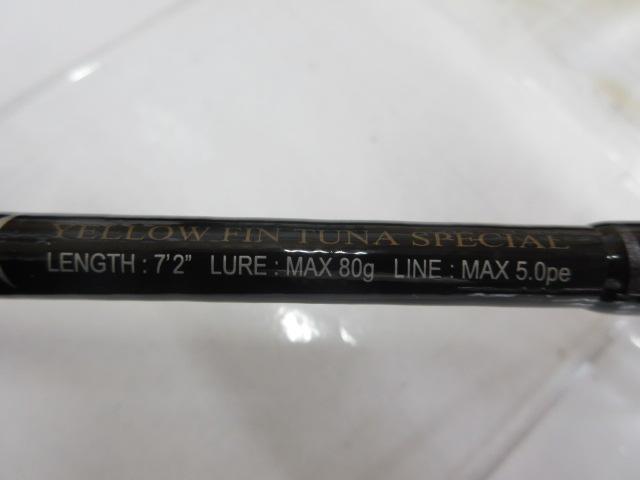 YELLOW FIN TUNA SPECIAL
LENGTH : 7'2" LURE : MAX 80g LINE : MAX 5.0pe